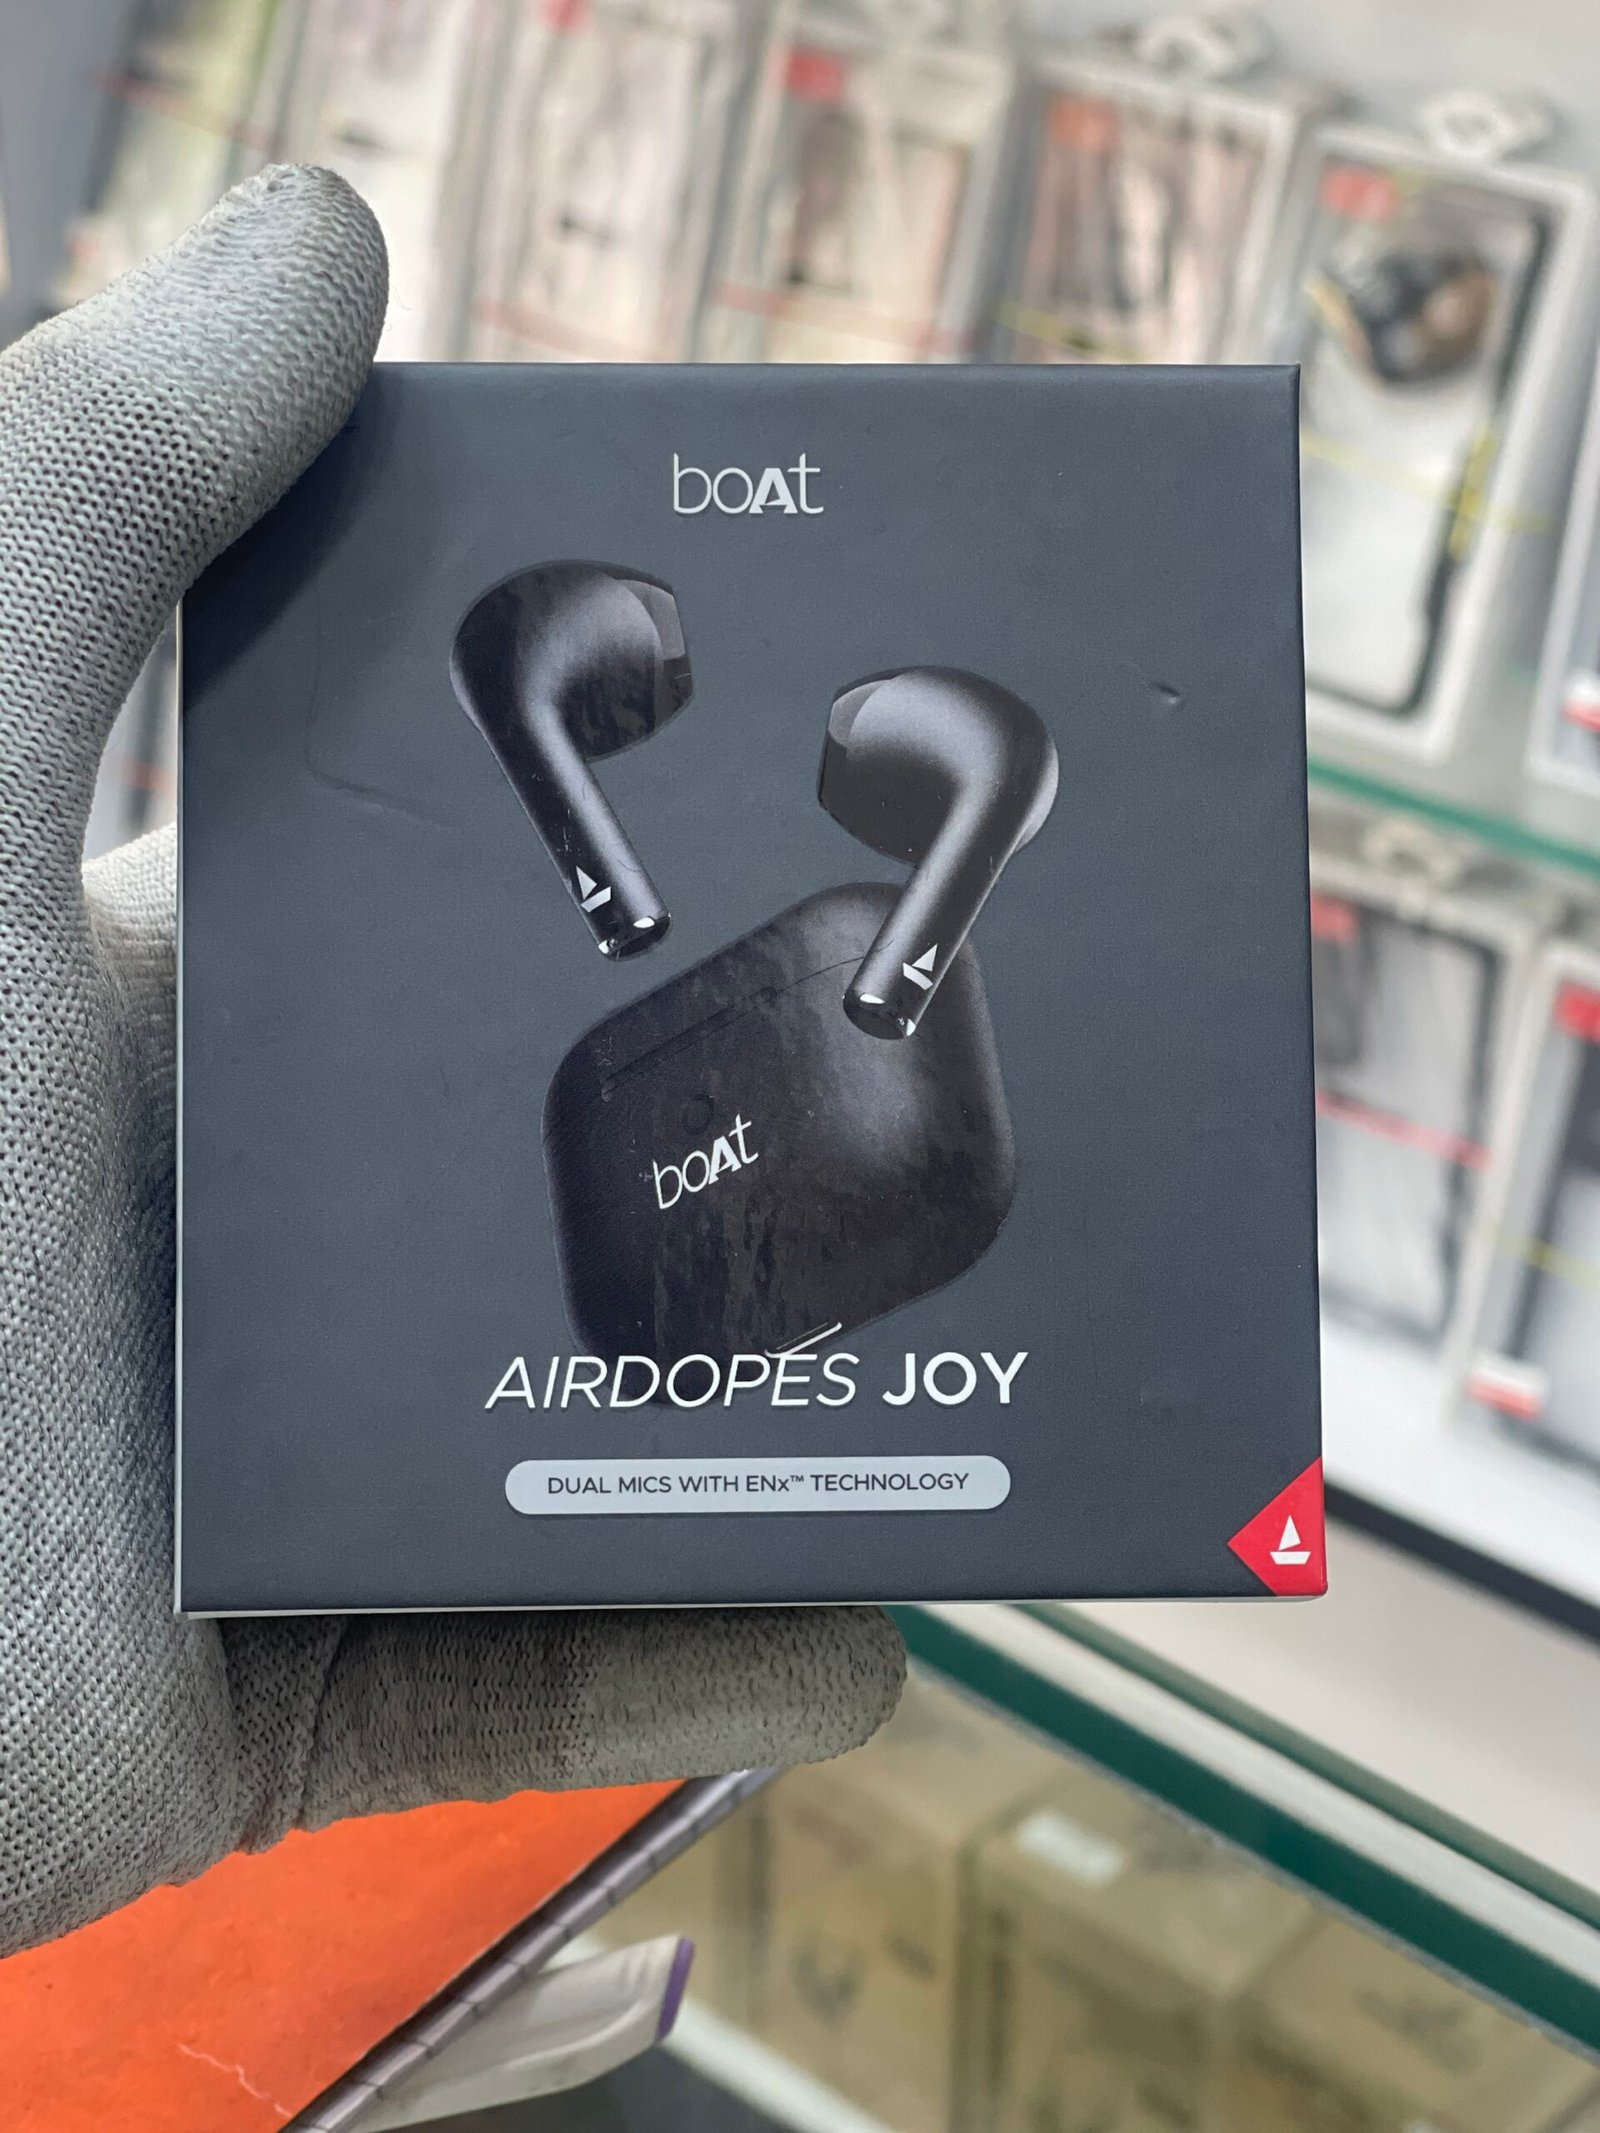 boAt
boAt
AIRDOPES JOY
DUAL MICS WITH ENx™ TECHNOLOGY